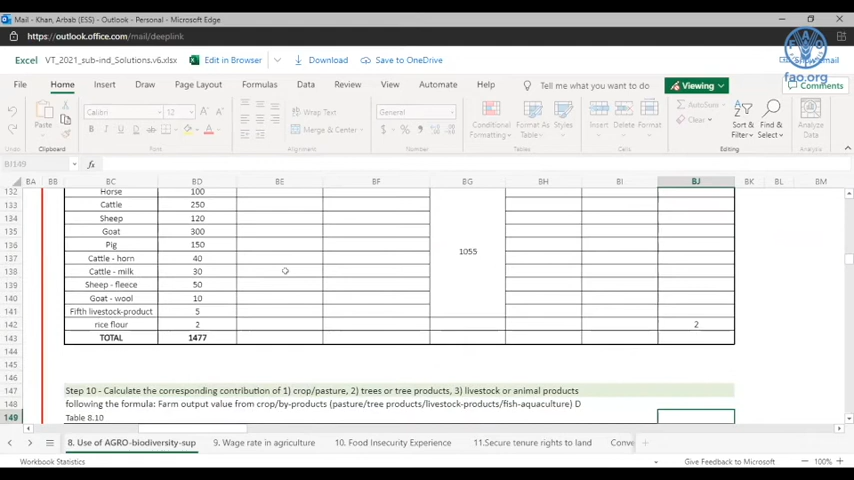 Mail - Khan, Arbab (ESS) - Outlook - Personal - Microsoft Edge
https://outlook.office.com/mail/deeplink
Excel VT_2021_sub-ind_Solutions.v6.xlsx Edit in Browser Download Save to OneDrive
fao.org
File Home Insert Draw Page Layout Formulas Data Review View Automate Help Tell me what you want to do Viewing Comments
Calibri 12 Wrap Text General AutoSum
Paste B I D ab A Merge & Center $ % Conditional Formatting Format As Table Styles Insert Delete Format Clear Sort & Filter Find & Select Analyze Data
Clipboard Font Alignment Number Tables Cells Editing
BI149 fx
BA BB BC BD BE BF BG BH BI BJ BK BL BM
132 Horse 100
133 Cattle 250
134 Sheep 120
135 Goat 300
136 Pig 150 1055
137 Cattle - horn 40
138 Cattle - milk 30
139 Sheep - fleece 50
140 Goat - wool 10
141 Fifth livestock-product 5
142 rice flour 2 2
143 TOTAL 1477
144
145
146
147 Step 10 - Calculate the corresponding contribution of 1) crop/pasture, 2) trees or tree products, 3) livestock or animal products
148 following the formula: Farm output value from crop/by-products (pasture/tree products/livestock-products/fish-aquaculture) D
149 Table 8.10
8. Use of AGRO-biodiversity-sup 9. Wage rate in agriculture 10. Food Insecurity Experience 11.Secure tenure rights to land Conve
Workbook Statistics Give Feedback to Microsoft 100%